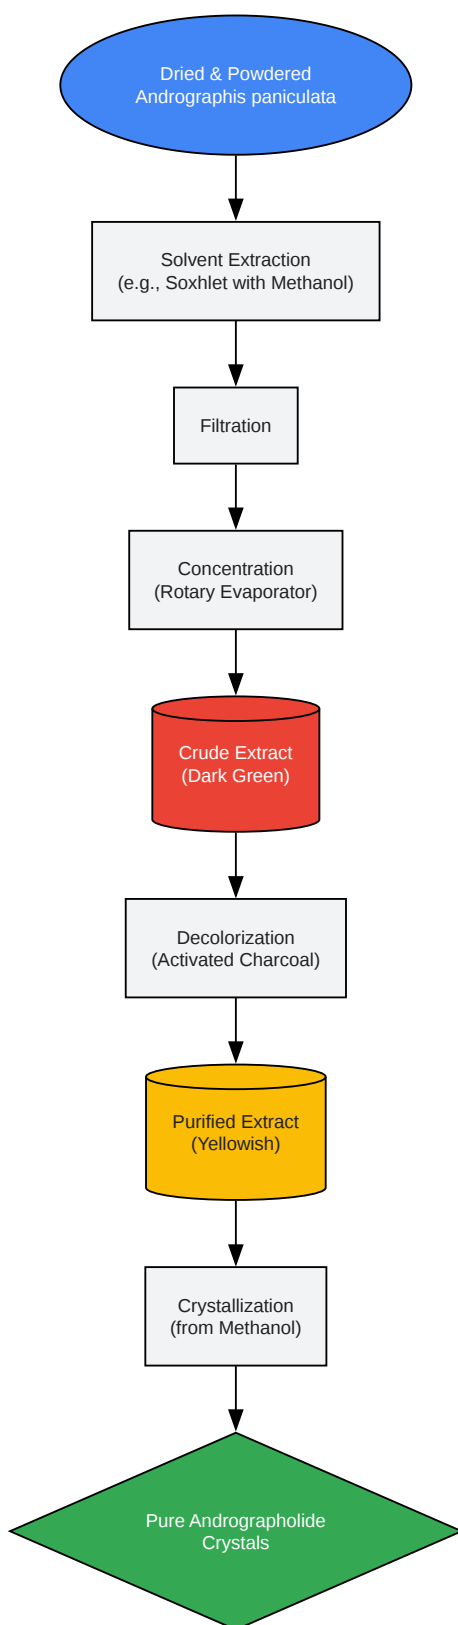 Dried & Powdered
Andrographis paniculata
Solvent Extraction
(e.g., Soxhlet with Methanol)
Filtration
Concentration
(Rotary Evaporator)
Crude Extract
(Dark Green)
Decolorization
(Activated Charcoal)
Purified Extract
(Yellowish)
Crystallization
(from Methanol)
Pure Andrographolide
Crystals